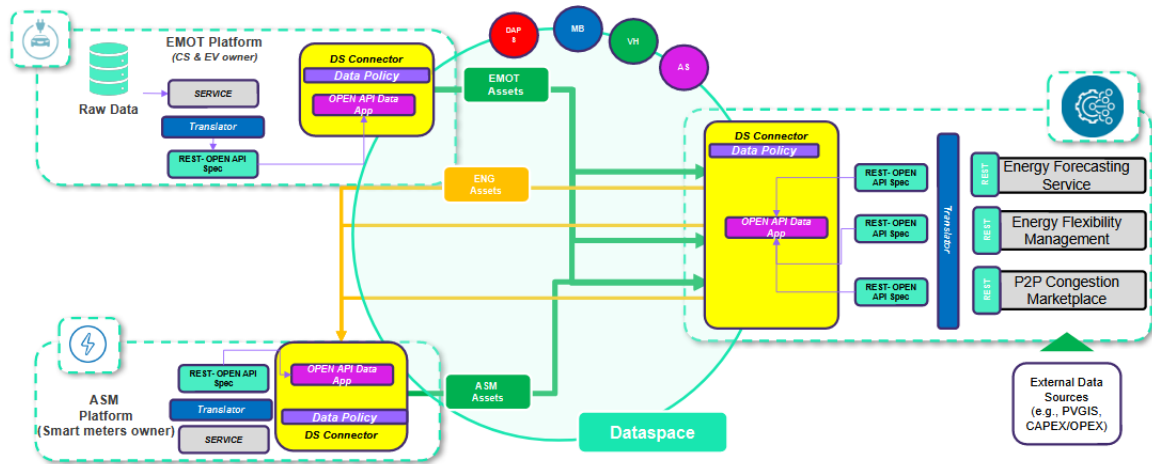 EMOT Platform
(CS & EV owner)
Raw Data
SERVICE
Translator
REST- OPEN API
Spec
DS Connector
Data Policy
OPEN API Data
App
EMOT
Assets
DAP
S
MB
VH
AS
ENG
Assets
DS Connector
Data Policy
OPEN API Data
App
REST- OPEN
API Spec
REST- OPEN
API Spec
REST- OPEN
API Spec
Translator
REST
Energy Forecasting
Service
REST
Energy Flexibility
Management
REST
P2P Congestion
Marketplace
External Data
Sources
(e.g., PVGIS,
CAPEX/OPEX)
ASM
Platform
(Smart meters owner)
REST- OPEN API
Spec
Translator
SERVICE
OPEN API Data
App
Data Policy
DS Connector
ASM
Assets
Dataspace